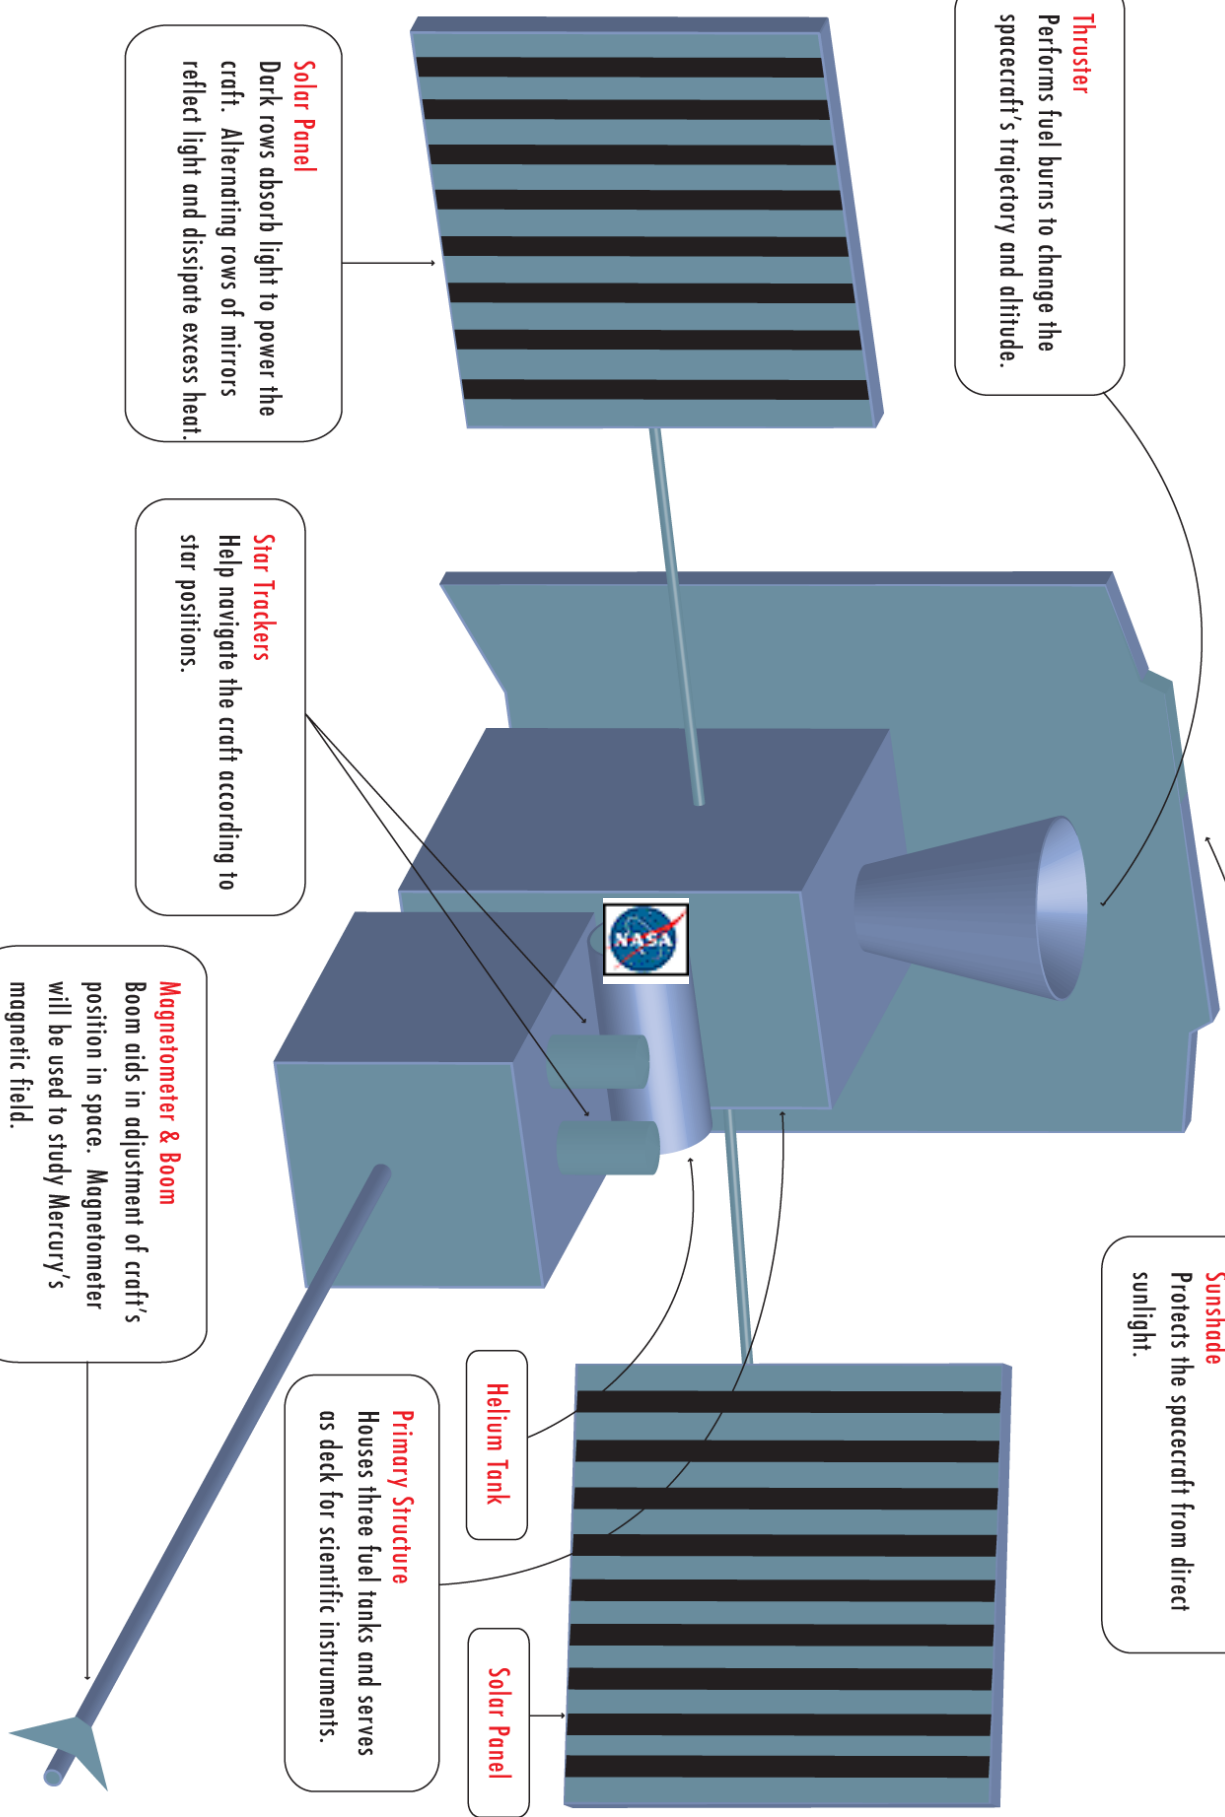 Thruster
Performs fuel burns to change the
spacecraft's trajectory and altitude.
Sunshade
Protects the spacecraft from direct
sunlight.
Solar Panel
Dark rows absorb light to power the
craft. Alternating rows of mirrors
reflect light and dissipate excess heat.
Star Trackers
Help navigate the craft according to
star positions.
NASA
Magnetometer & Boom
Boom aids in adjustment of craft's
position in space. Magnetometer
will be used to study Mercury's
magnetic field.
Helium Tank
Primary Structure
Houses three fuel tanks and serves
as deck for scientific instruments.
Solar Panel